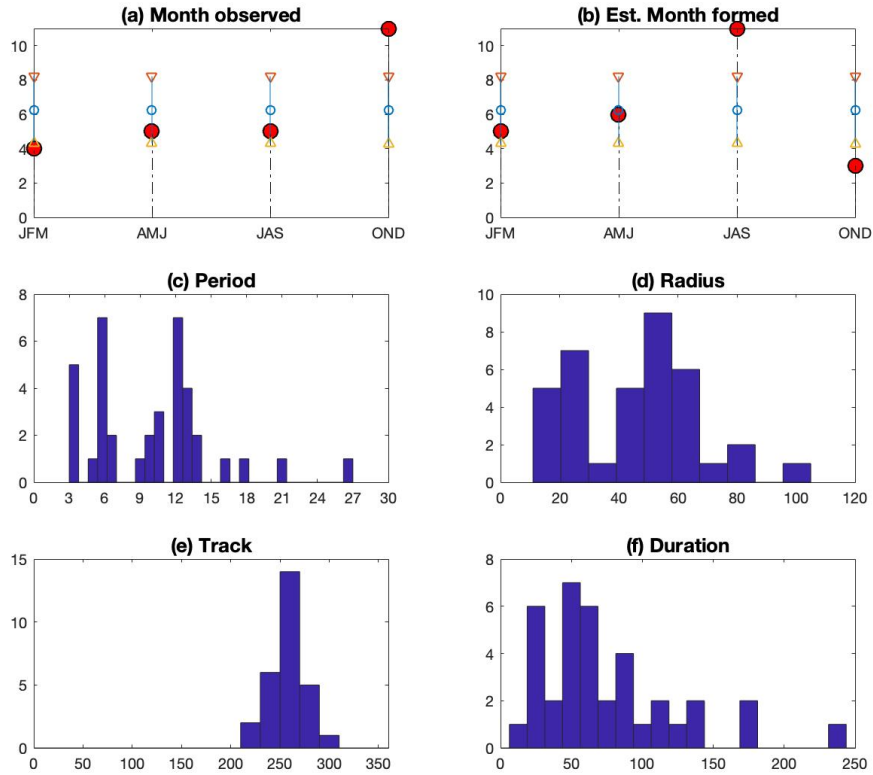 (a) Month observed
(b) Est. Month formed
10
8
6
4
2
0
JFM AMJ JAS OND
10
8
6
4
2
0
JFM AMJ JAS OND
(c) Period
(d) Radius
8
6
4
2
0
0 3 6 9 12 15 18 21 24 27 30
10
8
6
4
2
0
0 20 40 60 80 100 120
(e) Track
(f) Duration
15
10
5
0
0 50 100 150 200 250 300 350
8
6
4
2
0
0 50 100 150 200 250